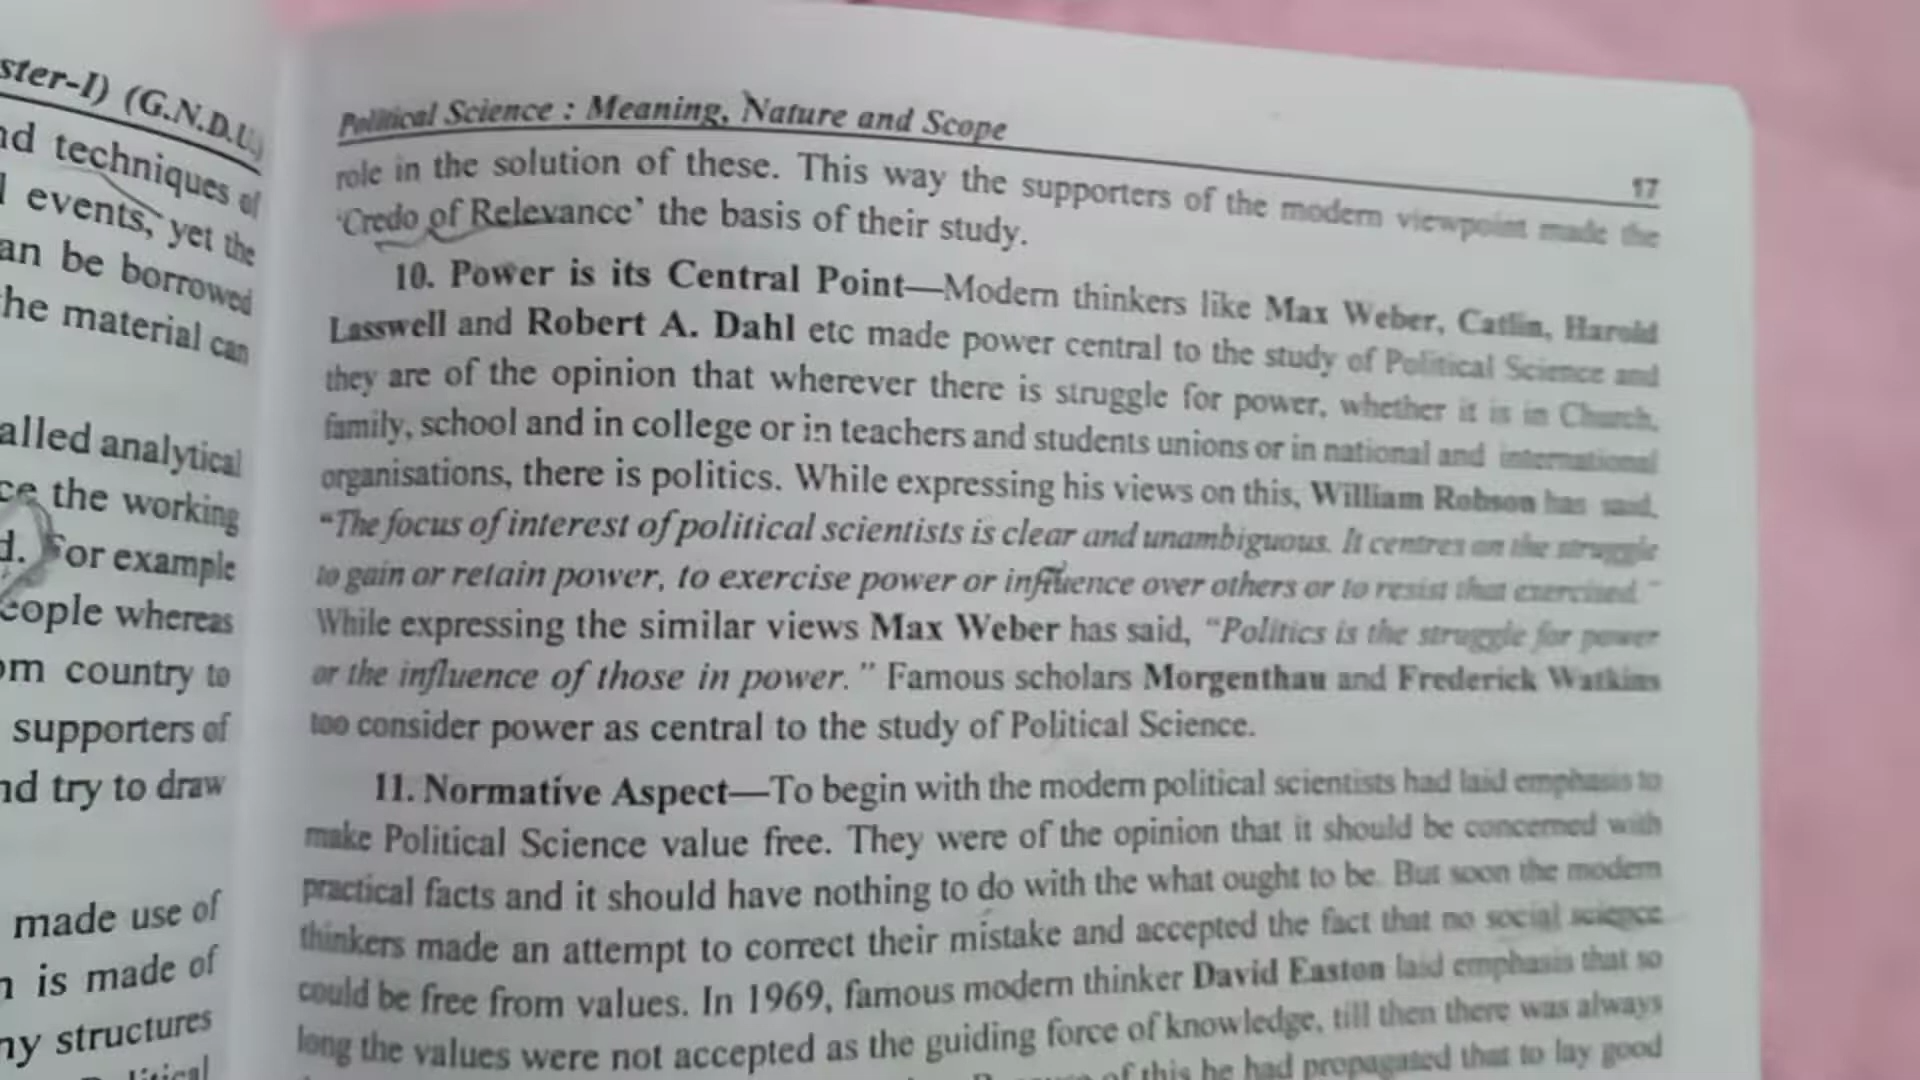 ster-I) (G.N.D.U.)
nd techniques of
l events, yet the
an be borrowed
he material can
alled analytical
ce the working
d. For example
eople whereas
om country to
supporters of
nd try to draw
made use of
n is made of
ny structures
litical
Political Science : Meaning, Nature and Scope
17
role in the solution of these. This way the supporters of the modern viewpoint made the
'Credo of Relevance' the basis of their study.
10. Power is its Central Point—Modern thinkers like Max Weber, Catlin, Harold
Lasswell and Robert A. Dahl etc made power central to the study of Political Science and
they are of the opinion that wherever there is struggle for power, whether it is in Church,
family, school and in college or in teachers and students unions or in national and international
organisations, there is politics. While expressing his views on this, William Robson has said,
"The focus of interest of political scientists is clear and unambiguous. It centres on the struggle
to gain or retain power, to exercise power or influence over others or to resist that exercised."
While expressing the similar views Max Weber has said, "Politics is the struggle for power
or the influence of those in power." Famous scholars Morgenthau and Frederick Watkins
too consider power as central to the study of Political Science.
11. Normative Aspect—To begin with the modern political scientists had laid emphasis to
make Political Science value free. They were of the opinion that it should be concerned with
practical facts and it should have nothing to do with the what ought to be. But soon the modern
thinkers made an attempt to correct their mistake and accepted the fact that no social science
could be free from values. In 1969, famous modern thinker David Easton laid emphasis that so
long the values were not accepted as the guiding force of knowledge, till then there was always
of this he had propagated that to lay good